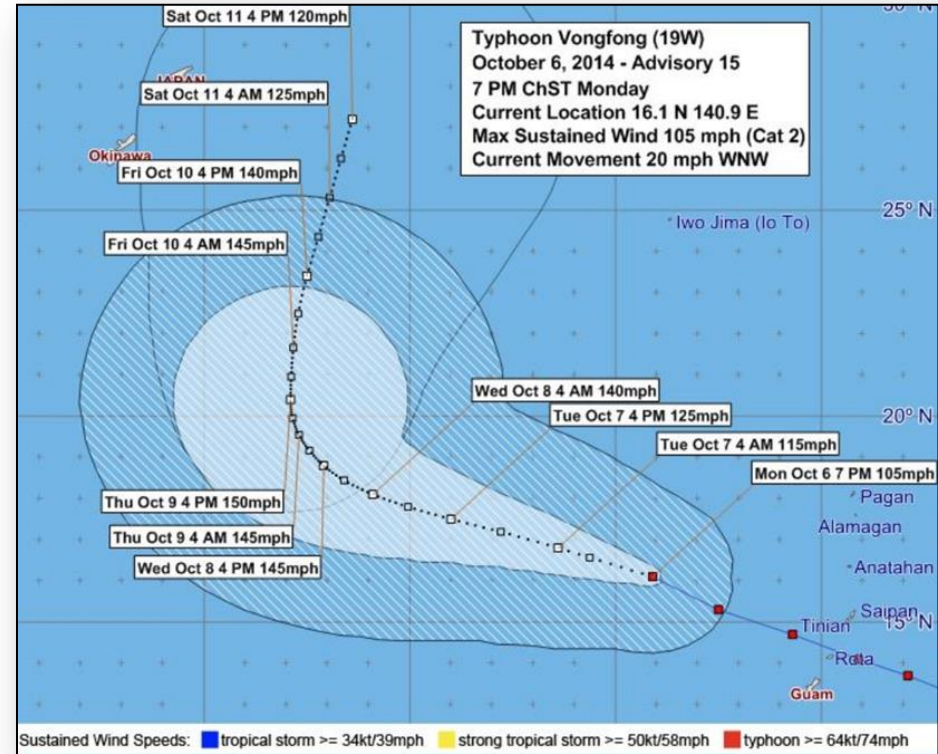 Sat Oct 11 4 PM 120mph
30° N
Typhoon Vongfong (19W)
October 6, 2014 - Advisory 15
7 PM ChST Monday
Current Location 16.1 N 140.9 E
Max Sustained Wind 105 mph (Cat 2)
Current Movement 20 mph WNW
JAPAN
Sat Oct 11 4 AM 125mph
Okinawa
Fri Oct 10 4 PM 140mph
25° N
Iwo Jima (Io To)
Fri Oct 10 4 AM 145mph
Wed Oct 8 4 AM 140mph
20° N
Tue Oct 7 4 PM 125mph
Tue Oct 7 4 AM 115mph
Mon Oct 6 7 PM 105mph
Thu Oct 9 4 PM 150mph
Pagan
Alamagan
Thu Oct 9 4 AM 145mph
Wed Oct 8 4 PM 145mph
Anatahan
Saipan
15° N
Tinian
Rota
Guam
Sustained Wind Speeds: tropical storm >= 34kt/39mph strong tropical storm >= 50kt/58mph typhoon >= 64kt/74mph